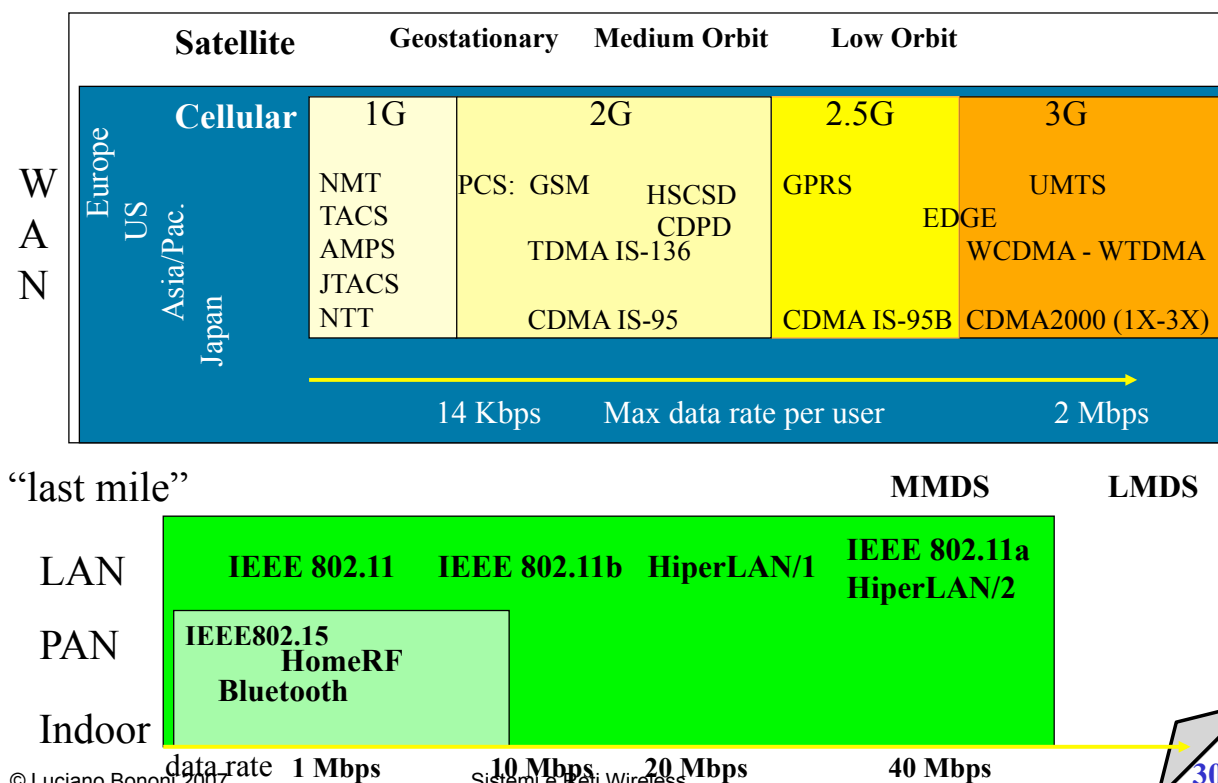 Satellite Geostationary Medium Orbit Low Orbit
WAN
Europe
US
Asia/Pac.
Japan
Cellular 1G 2G 2.5G 3G
NMT PCS: GSM HSCSD GPRS UMTS
TACS CDPD EDGE
AMPS TDMA IS-136 WCDMA - WTDMA
JTACS
NTT CDMA IS-95 CDMA IS-95B CDMA2000 (1X-3X)
14 Kbps Max data rate per user 2 Mbps
“last mile” MMDS LMDS
LAN IEEE 802.11 IEEE 802.11b HiperLAN/1 IEEE 802.11a
HiperLAN/2
PAN IEEE802.15
HomeRF
Bluetooth
Indoor
data rate 1 Mbps 10 Mbps 20 Mbps 40 Mbps
© Luciano Bononi 2007 Sistemi e Reti Wireless 30